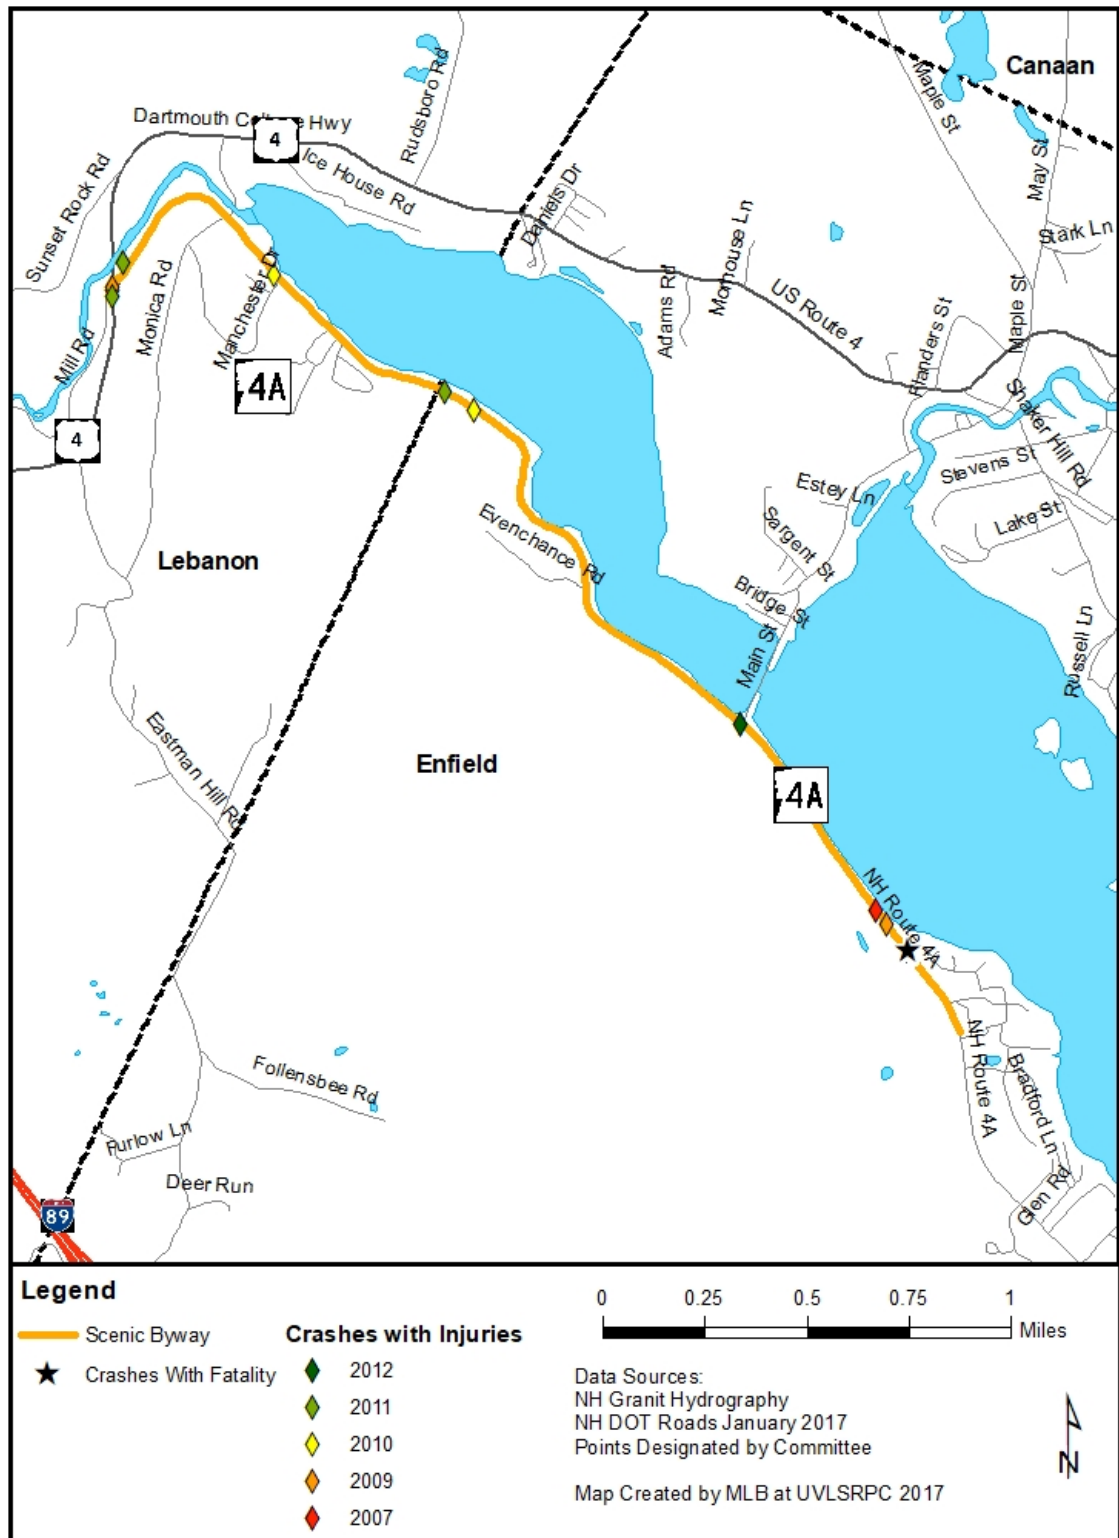 Canaan
Maple St
Rudsboro Rd
Dartmouth College Hwy
4
Ice House Rd
May St
Sunset Rock Rd
Daniels Dr
Stark Ln
Morhouse Ln
Monica Rd
Manchester Dr
Adams Rd
US Route 4
Maple St
Flanders St
Mill Rd
4A
4
Shaker Hill Rd
Stevens St
Estey Ln
Lake St
Sargent St
Evenchance Rd
Lebanon
Bridge St
Main St
Russell Ln
Eastman Hill Rd
Enfield
4A
NH Route 4A
NH Route 4A
Bradford Ln
Follensbee Rd
Furlow Ln
Deer Run
Glen Rd
89
Legend
Scenic Byway
Crashes With Fatality
Crashes with Injuries
2012
2011
2010
2009
2007
0 0.25 0.5 0.75 1
Miles
Data Sources:
NH Granit Hydrography
NH DOT Roads January 2017
Points Designated by Committee
Map Created by MLB at UVLSRPC 2017
N